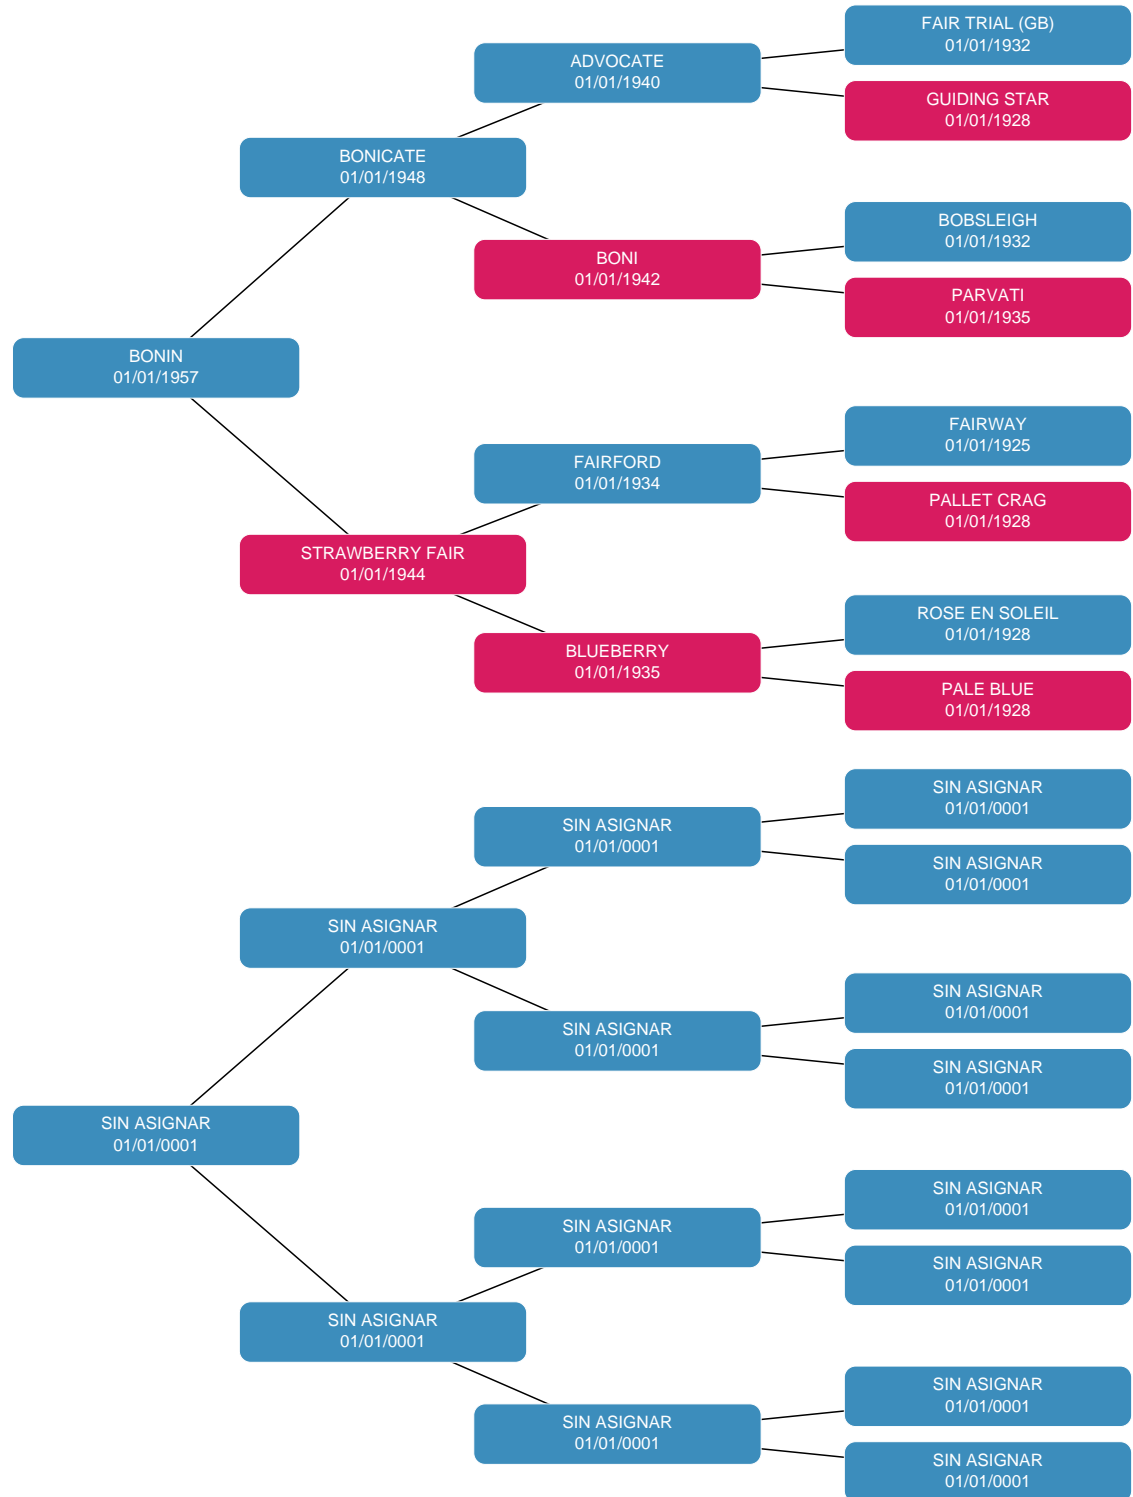 FAIR TRIAL (GB)
01/01/1932
ADVOCATE
01/01/1940
GUIDING STAR
01/01/1928
BONICATE
01/01/1948
BOBSLEIGH
01/01/1932
BONI
01/01/1942
PARVATI
01/01/1935
BONIN
01/01/1957
FAIRWAY
01/01/1925
FAIRFORD
01/01/1934
PALLET CRAG
01/01/1928
STRAWBERRY FAIR
01/01/1944
ROSE EN SOLEIL
01/01/1928
BLUEBERRY
01/01/1935
PALE BLUE
01/01/1928
SIN ASIGNAR
01/01/0001
SIN ASIGNAR
01/01/0001
SIN ASIGNAR
01/01/0001
SIN ASIGNAR
01/01/0001
SIN ASIGNAR
01/01/0001
SIN ASIGNAR
01/01/0001
SIN ASIGNAR
01/01/0001
SIN ASIGNAR
01/01/0001
SIN ASIGNAR
01/01/0001
SIN ASIGNAR
01/01/0001
SIN ASIGNAR
01/01/0001
SIN ASIGNAR
01/01/0001
SIN ASIGNAR
01/01/0001
SIN ASIGNAR
01/01/0001
SIN ASIGNAR
01/01/0001